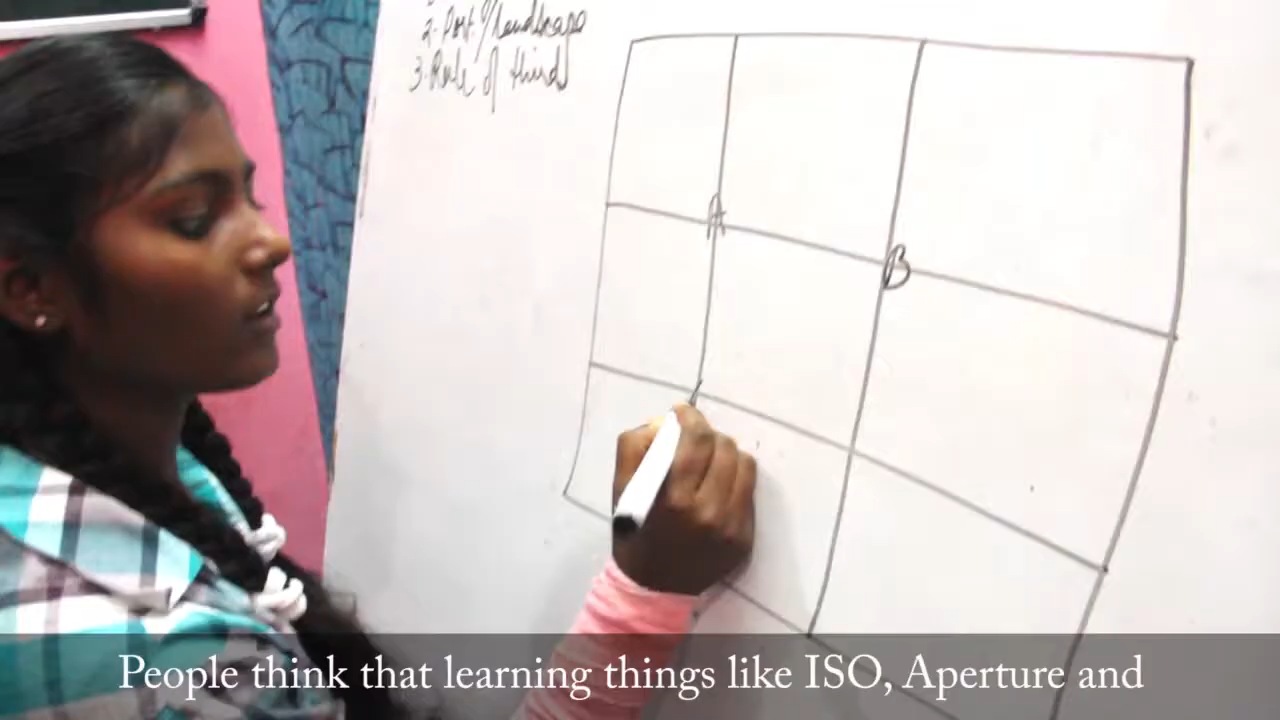 2. Port./landscape
3. Rule of third
A
B
People think that learning things like ISO, Aperture and